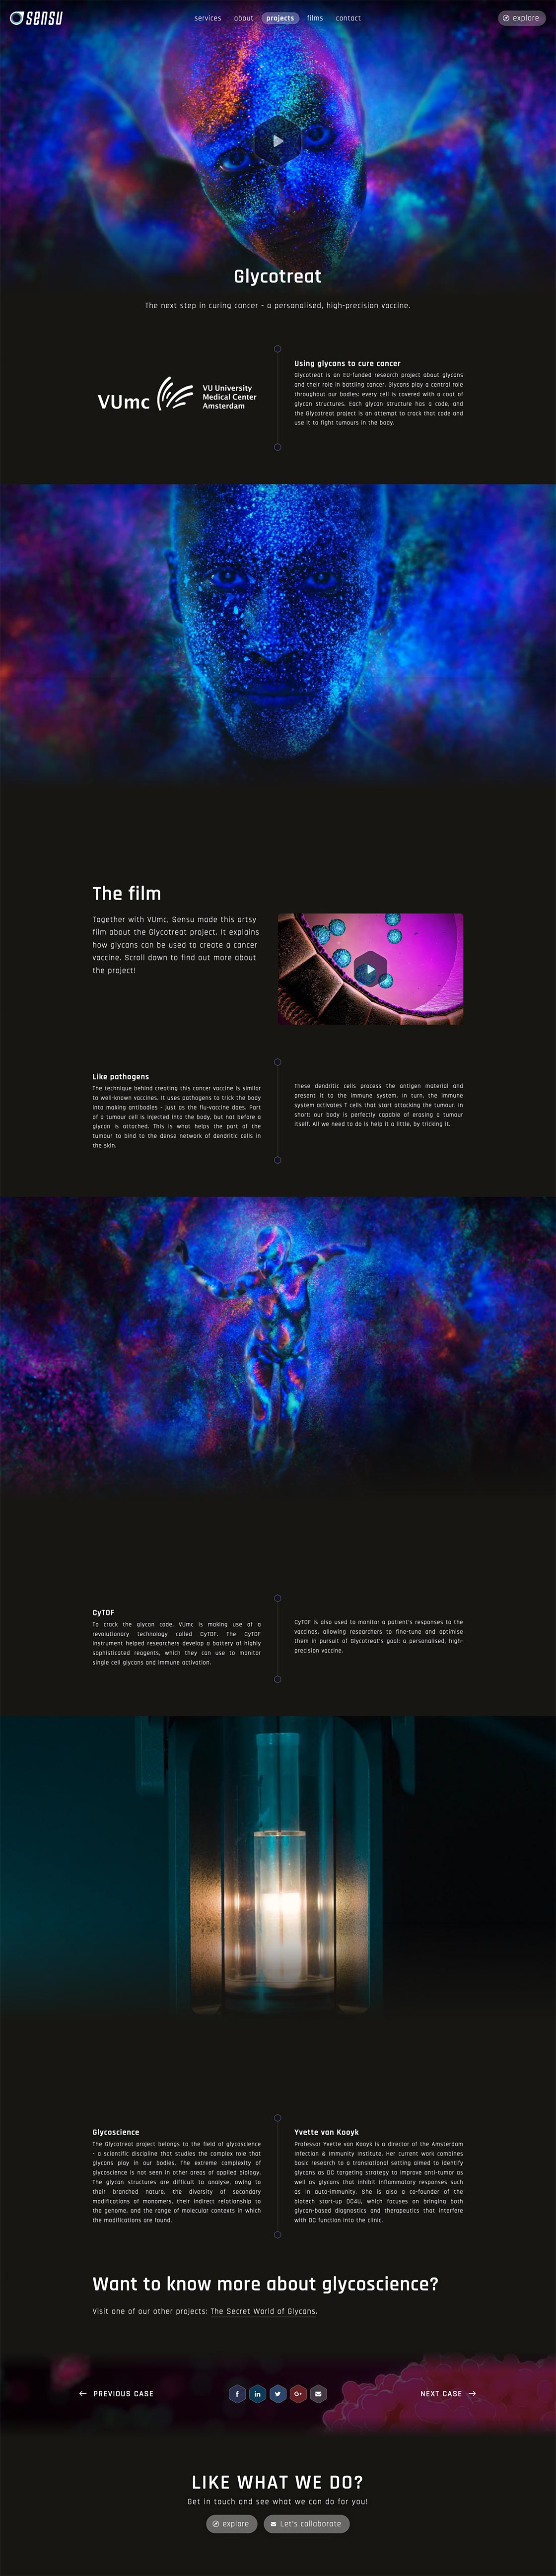 sensu
services
about
projects
films
contact
explore
Glycotreat
The next step in curing cancer - a personalised, high-precision vaccine.
VUmc
VU University
Medical Center
Amsterdam
Using glycans to cure cancer
Glycotreat is an EU-funded research project about glycans
and their role in battling cancer. Glycans play a central role
throughout our bodies: every cell is covered with a coat of
glycan structures. Each glycan structure has a code, and
the Glycotreat project is an attempt to crack that code and
use it to fight tumours in the body.
The film
Together with VUmc, Sensu made this artsy
film about the Glycotreat project. It explains
how glycans can be used to create a cancer
vaccine. Scroll down to find out more about
the project!
Like pathogens
The technique behind creating this cancer vaccine is similar
to well-known vaccines. It uses pathogens to trick the body
into making antibodies - just as the flu-vaccine does. Part
of a tumour cell is injected into the body, but not before a
glycan is attached. This is what helps the part of the
tumour to bind to the dense network of dendritic cells in
the skin.
These dendritic cells process the antigen material and
present it to the immune system. In turn, the immune
system activates T cells that start attacking the tumour. In
short: our body is perfectly capable of erasing a tumour
itself. All we need to do is help it a little, by tricking it.
CyTOF
To crack the glycan code, VUmc is making use of a
revolutionary technology called CyTOF. The CyTOF
instrument helped researchers develop a battery of highly
sophisticated reagents, which they can use to monitor
single cell glycans and immune activation.
CyTOF is also used to monitor a patient's responses to the
vaccines, allowing researchers to fine-tune and optimise
them in pursuit of Glycotreat's goal: a personalised, high-
precision vaccine.
Glycoscience
The Glycotreat project belongs to the field of glycoscience
- a scientific discipline that studies the complex role that
glycans play in our bodies. The extreme complexity of
glycoscience is not seen in other areas of applied biology.
The glycan structures are difficult to analyse, owing to
their branched nature, the diversity of secondary
modifications of monomers, their indirect relationship to
the genome, and the range of molecular contexts in which
the modifications are found.
Yvette van Kooyk
Professor Yvette van Kooyk is a director of the Amsterdam
Infection & Immunity Institute. Her current work combines
basic research to a translational setting aimed to identify
glycans as DC targeting strategy to improve anti-tumor as
well as glycans that inhibit inflammatory responses such
as in auto-immunity. She is also a co-founder of the
biotech start-up DC4U, which focuses on bringing both
glycan-based diagnostics and therapeutics that interfere
with DC function into the clinic.
Want to know more about glycoscience?
Visit one of our other projects: The Secret World of Glycans.
PREVIOUS CASE
NEXT CASE
LIKE WHAT WE DO?
Get in touch and see what we can do for you!
explore
Let's collaborate